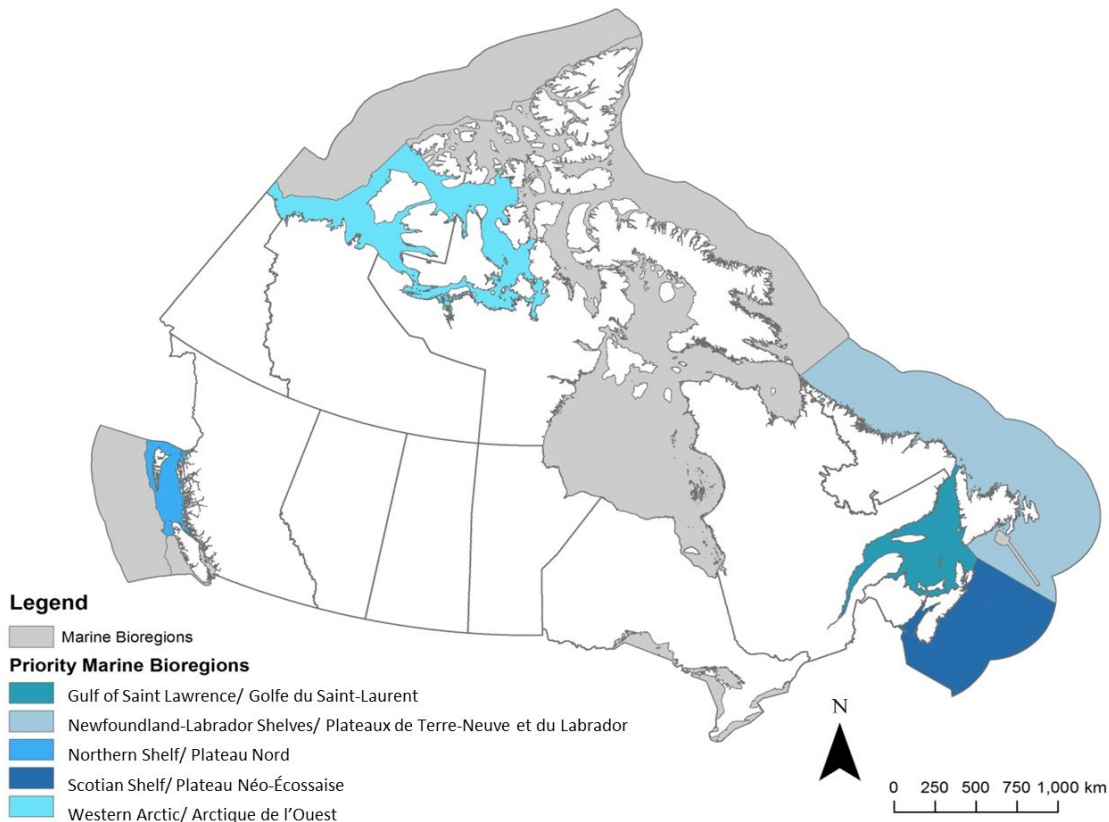 Legend
Marine Bioregions
Priority Marine Bioregions
Gulf of Saint Lawrence/ Golfe du Saint-Laurent
Newfoundland-Labrador Shelves/ Plateaux de Terre-Neuve et du Labrador
Northern Shelf/ Plateau Nord
Scotian Shelf/ Plateau Néo-Écossaise
Western Arctic/ Arctique de l’Ouest
N
0 250 500 750 1,000 km